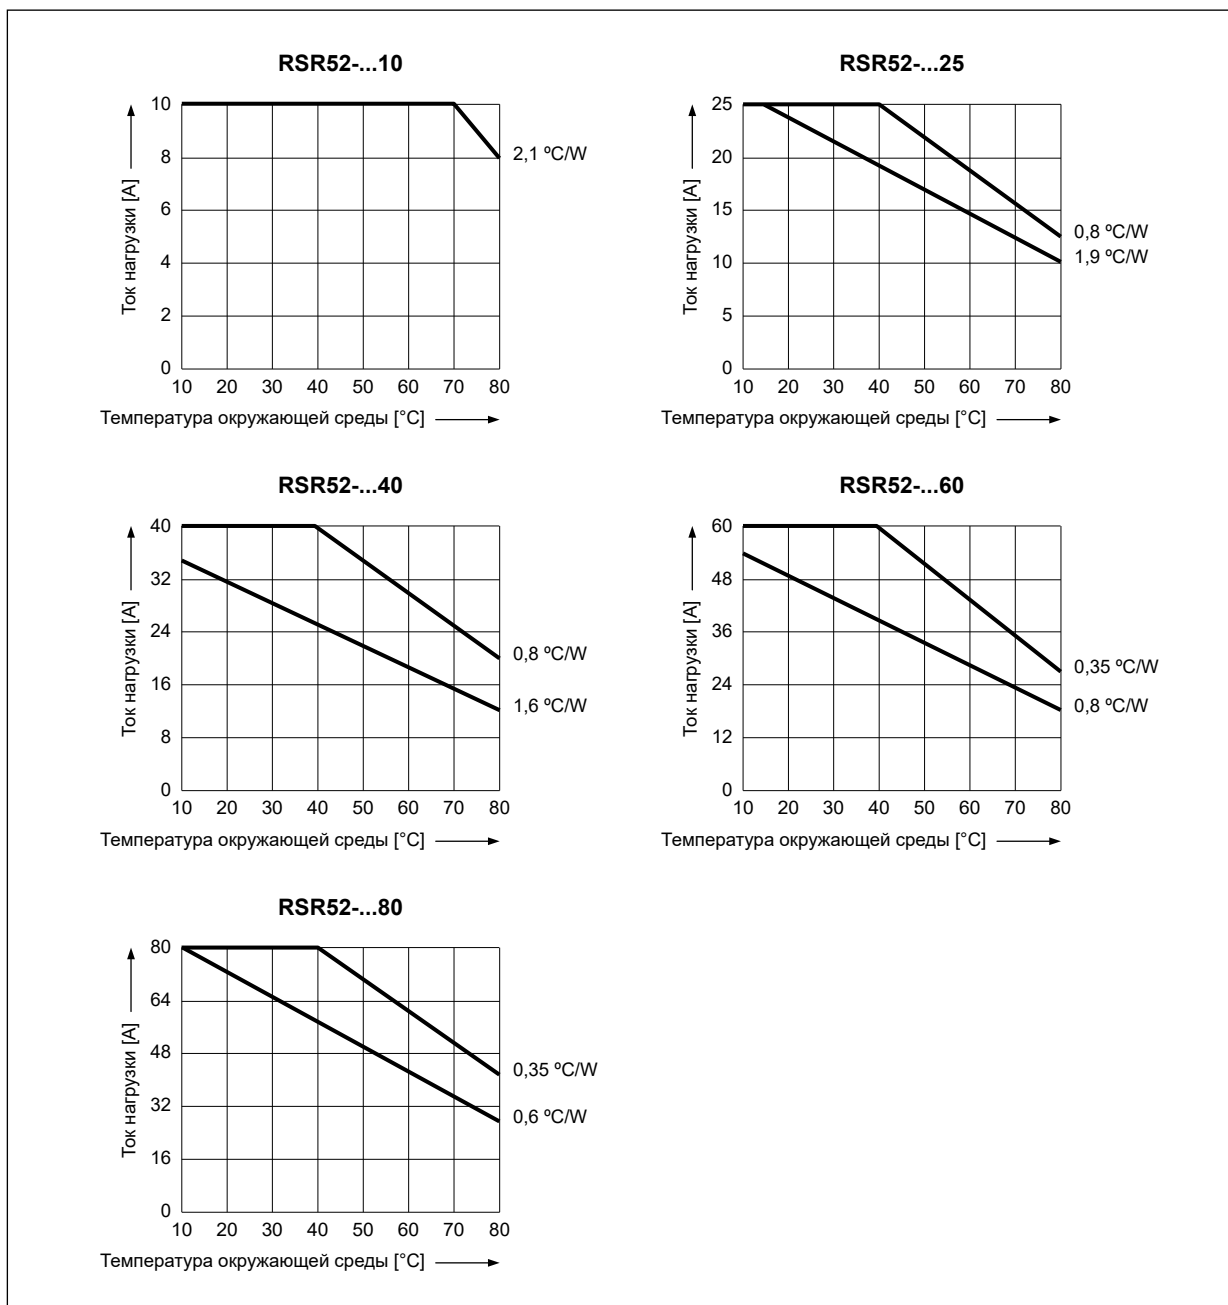 RSR52-...10
10
8
6
4
2
0
Ток нагрузки [A]
2,1 ºC/W
10 20 30 40 50 60 70 80
Температура окружающей среды [°C]
RSR52-...25
25
20
15
10
5
0
Ток нагрузки [A]
0,8 ºC/W
1,9 ºC/W
10 20 30 40 50 60 70 80
Температура окружающей среды [°C]
RSR52-...40
40
32
24
16
8
0
Ток нагрузки [A]
0,8 ºC/W
1,6 ºC/W
10 20 30 40 50 60 70 80
Температура окружающей среды [°C]
RSR52-...60
60
48
36
24
12
0
Ток нагрузки [A]
0,35 ºC/W
0,8 ºC/W
10 20 30 40 50 60 70 80
Температура окружающей среды [°C]
RSR52-...80
80
64
48
32
16
0
Ток нагрузки [A]
0,35 ºC/W
0,6 ºC/W
10 20 30 40 50 60 70 80
Температура окружающей среды [°C]